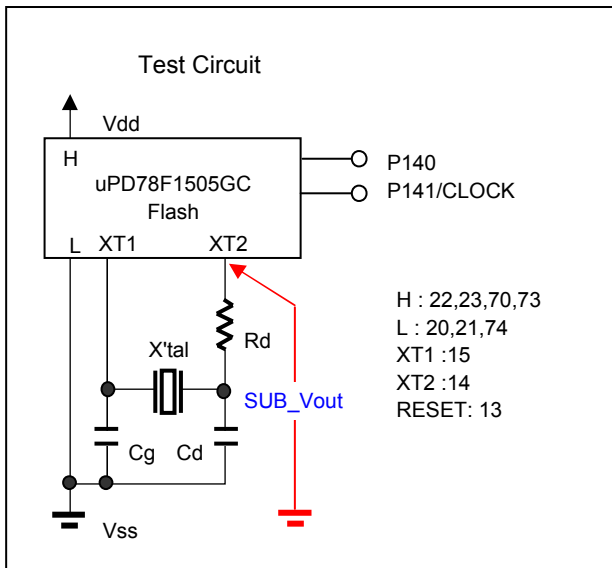 Test Circuit
Vdd
H
uPD78F1505GC
Flash
P140
P141/CLOCK
L XT1 XT2
H : 22,23,70,73
L : 20,21,74
XT1 :15
XT2 :14
RESET: 13
X'tal
Rd
SUB_Vout
Cg Cd
Vss